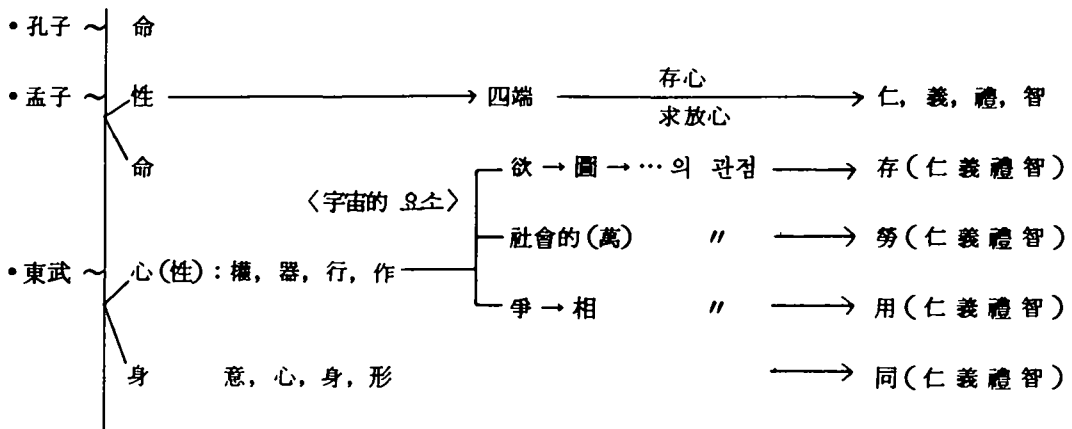 •孔子 ~ 命
存心
•孟子 ~ 性 → 四端 → 仁, 義, 禮, 智
求放心
命 欲 → 圖 → … 의 관점 → 存(仁義禮智)
〈宇宙的 요소〉
社會的(萬) 〃 → 勞(仁義禮智)
•東武 ~ 心(性) : 權, 器, 行, 作
爭 → 相 〃 → 用(仁義禮智)
身 意, 心, 身, 形 → 同(仁義禮智)